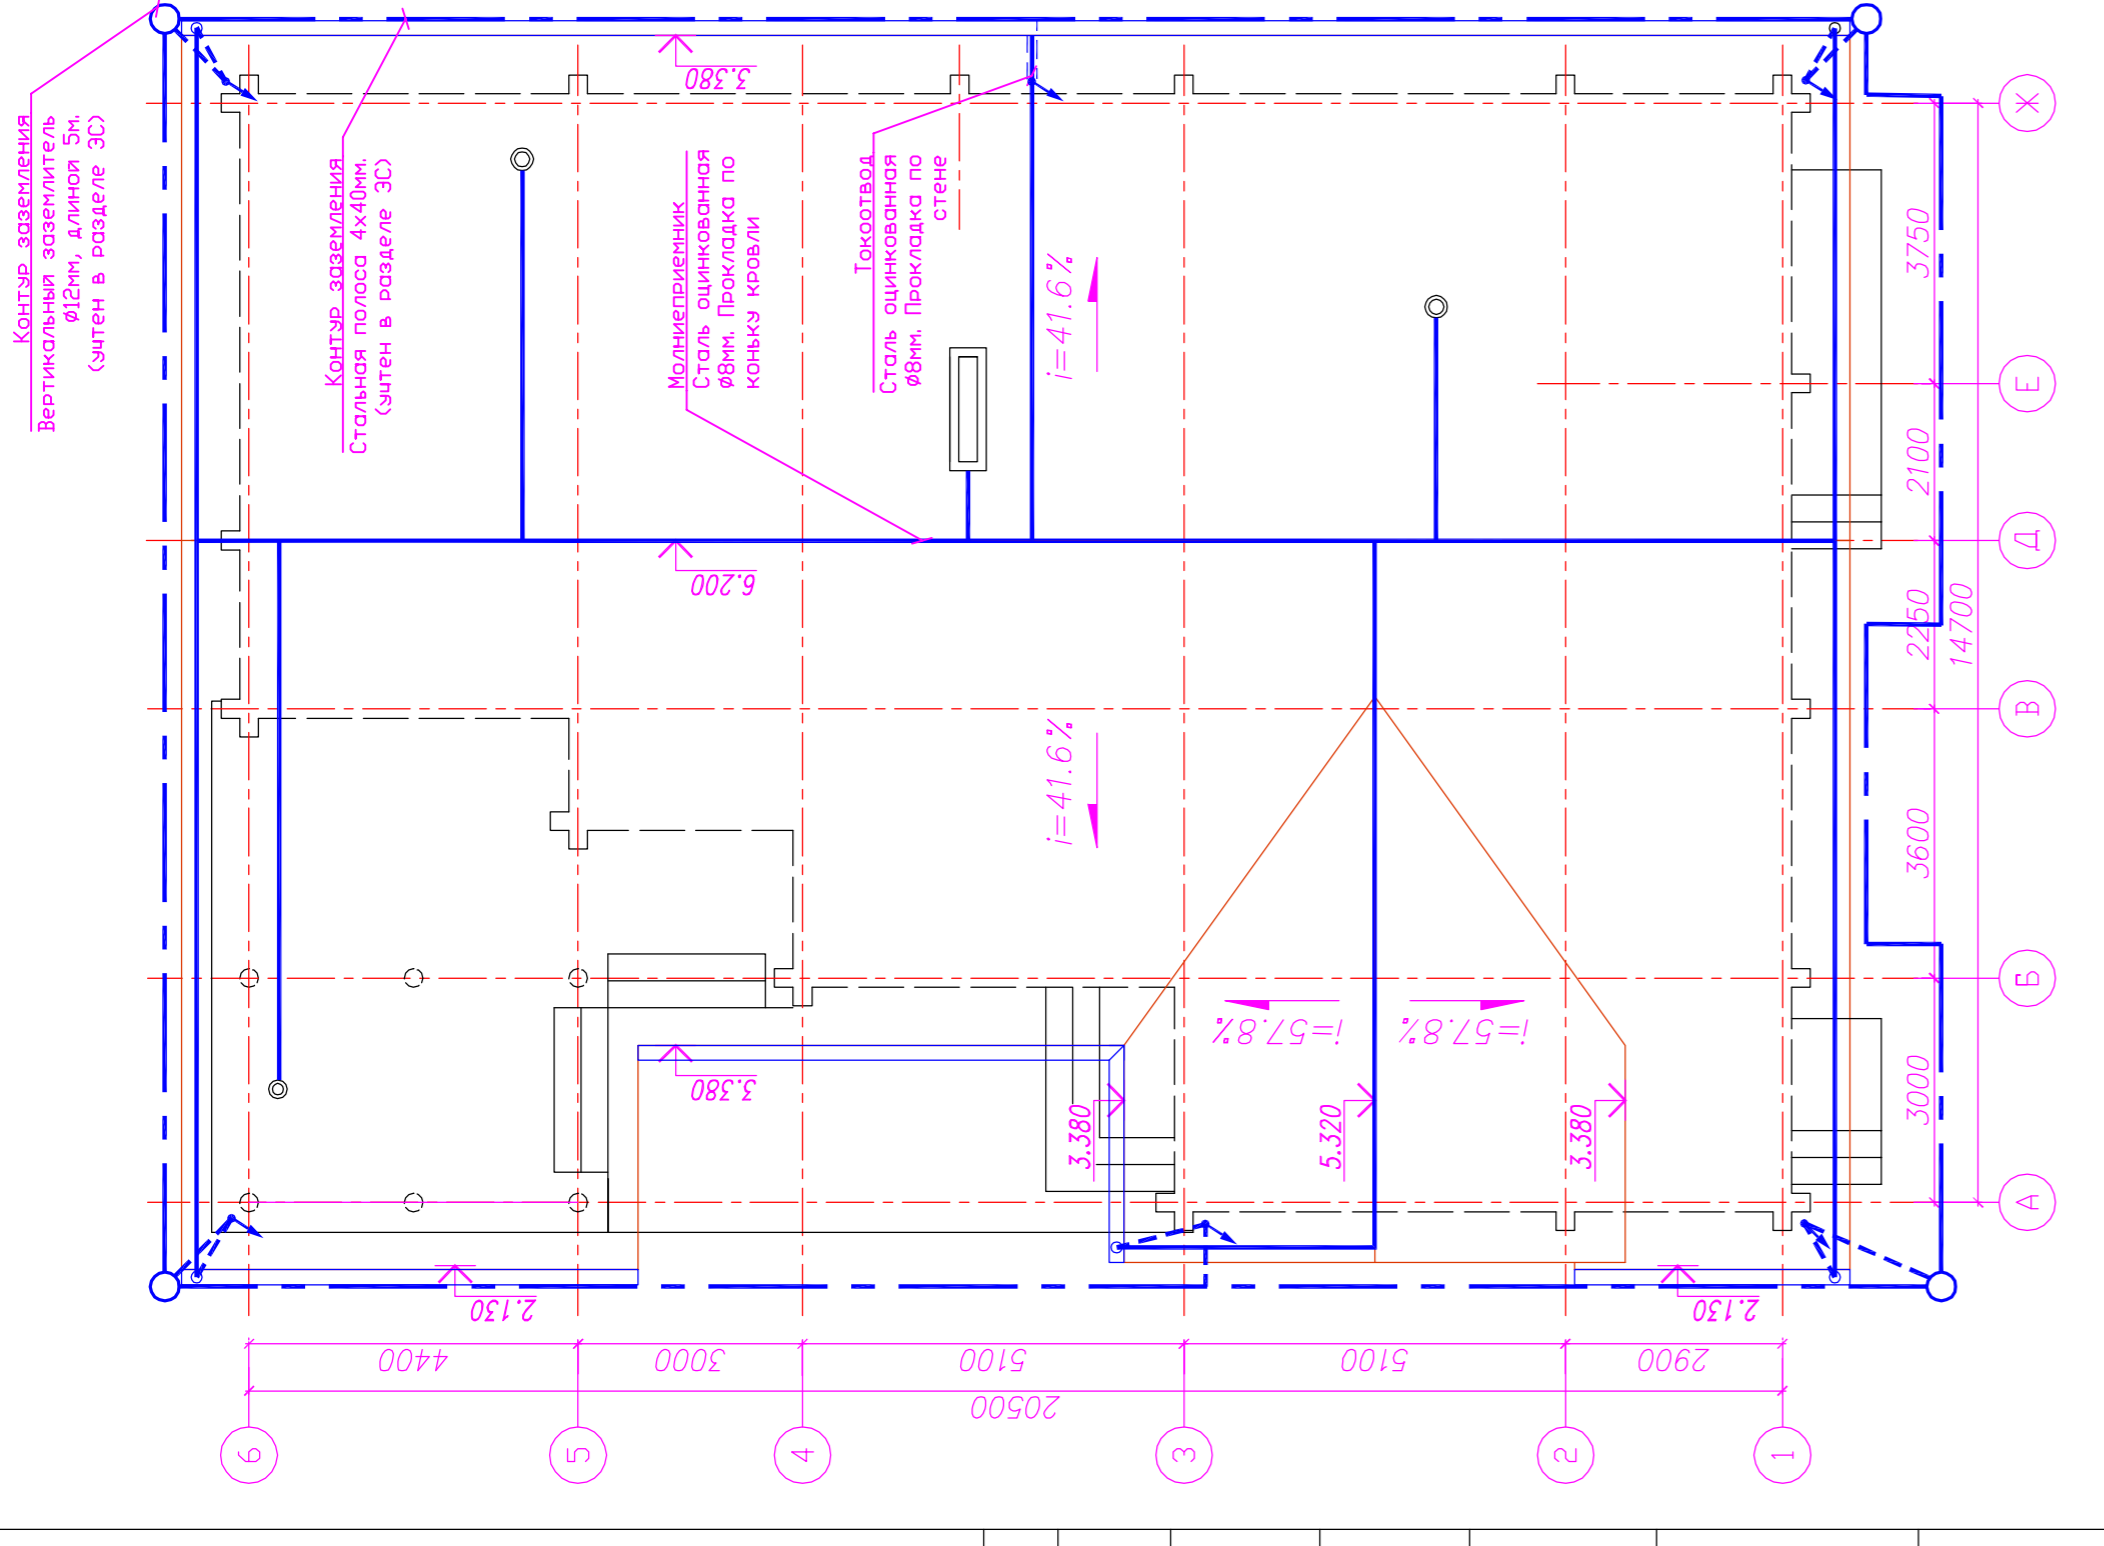 Контур заземления
Вертикальный заземлитель
ø12мм, длиной 5м.
(учтен в разделе ЭС)
Контур заземления
Стальная полоса 4х40мм.
(учтен в разделе ЭС)
Молниеприемник
Сталь оцинкованная
ø8мм. Прокладка по
коньку кровли
Токоотвод
Сталь оцинкованная
ø8мм. Прокладка по
стене
3.380
6.200
i=41.6%
i=41.6%
3.380
3.380
5.320
3.380
i=57.8%
i=57.8%
2.130
2.130
3750
2100
2250
14700
3600
3000
Ж
Е
Д
В
Б
А
4400
3000
5100
5100
2900
20500
6
5
4
3
2
1